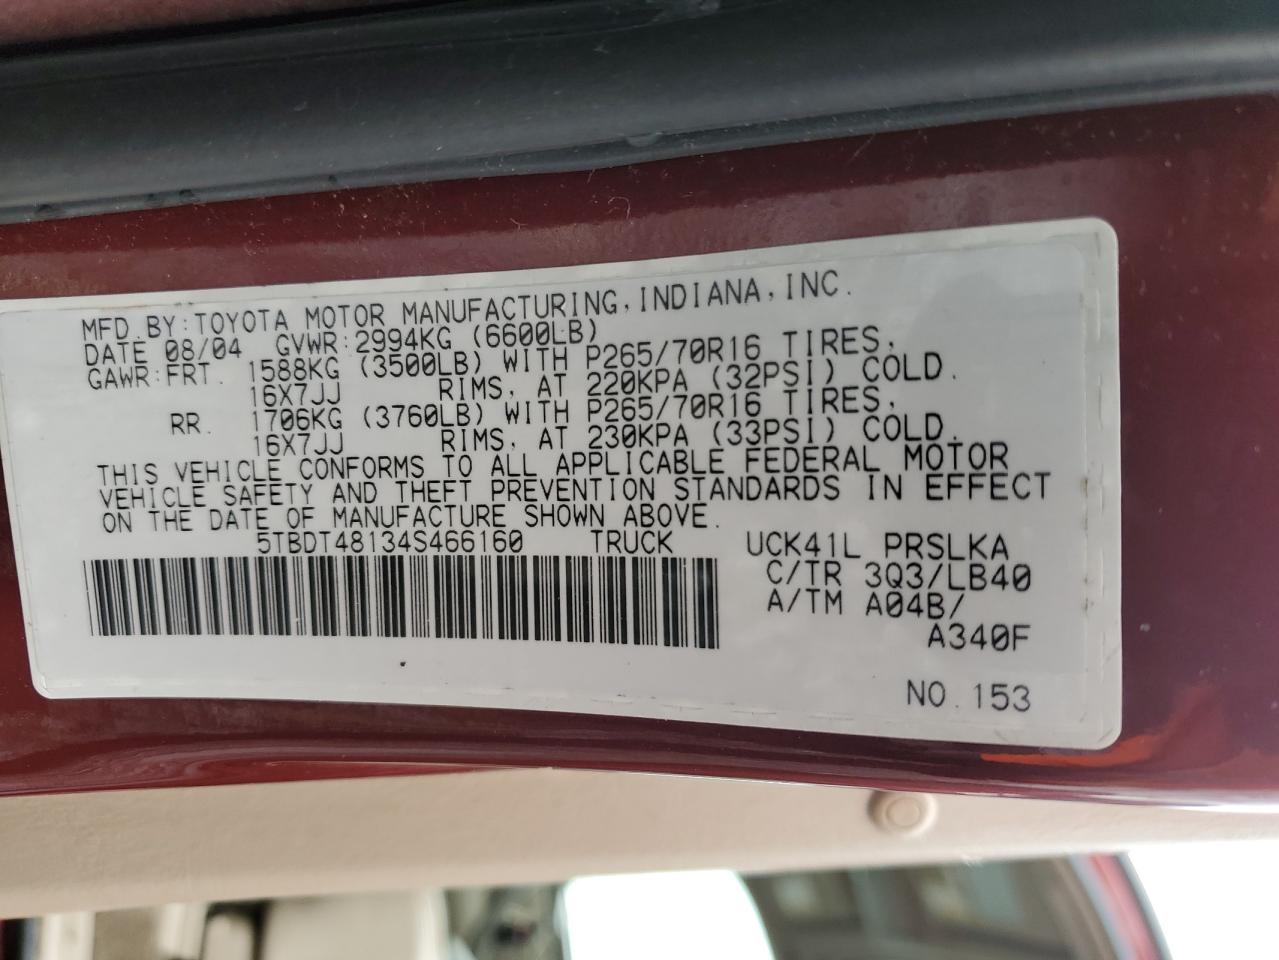 MFD. BY: TOYOTA MOTOR MANUFACTURING, INDIANA, INC.
DATE 08/04 GVWR: 2994KG (6600LB)
GAWR: FRT. 1588KG (3500LB) WITH P265/70R16 TIRES,
16X7JJ RIMS, AT 220KPA (32PSI) COLD.
RR. 1706KG (3760LB) WITH P265/70R16 TIRES,
16X7JJ RIMS, AT 230KPA (33PSI) COLD.
THIS VEHICLE CONFORMS TO ALL APPLICABLE FEDERAL MOTOR
VEHICLE SAFETY AND THEFT PREVENTION STANDARDS IN EFFECT
ON THE DATE OF MANUFACTURE SHOWN ABOVE.
5TBDT48134S466160 TRUCK UCK41L PRSLKA
C/TR 3Q3/LB40
A/TM A04B/
A340F
NO. 153